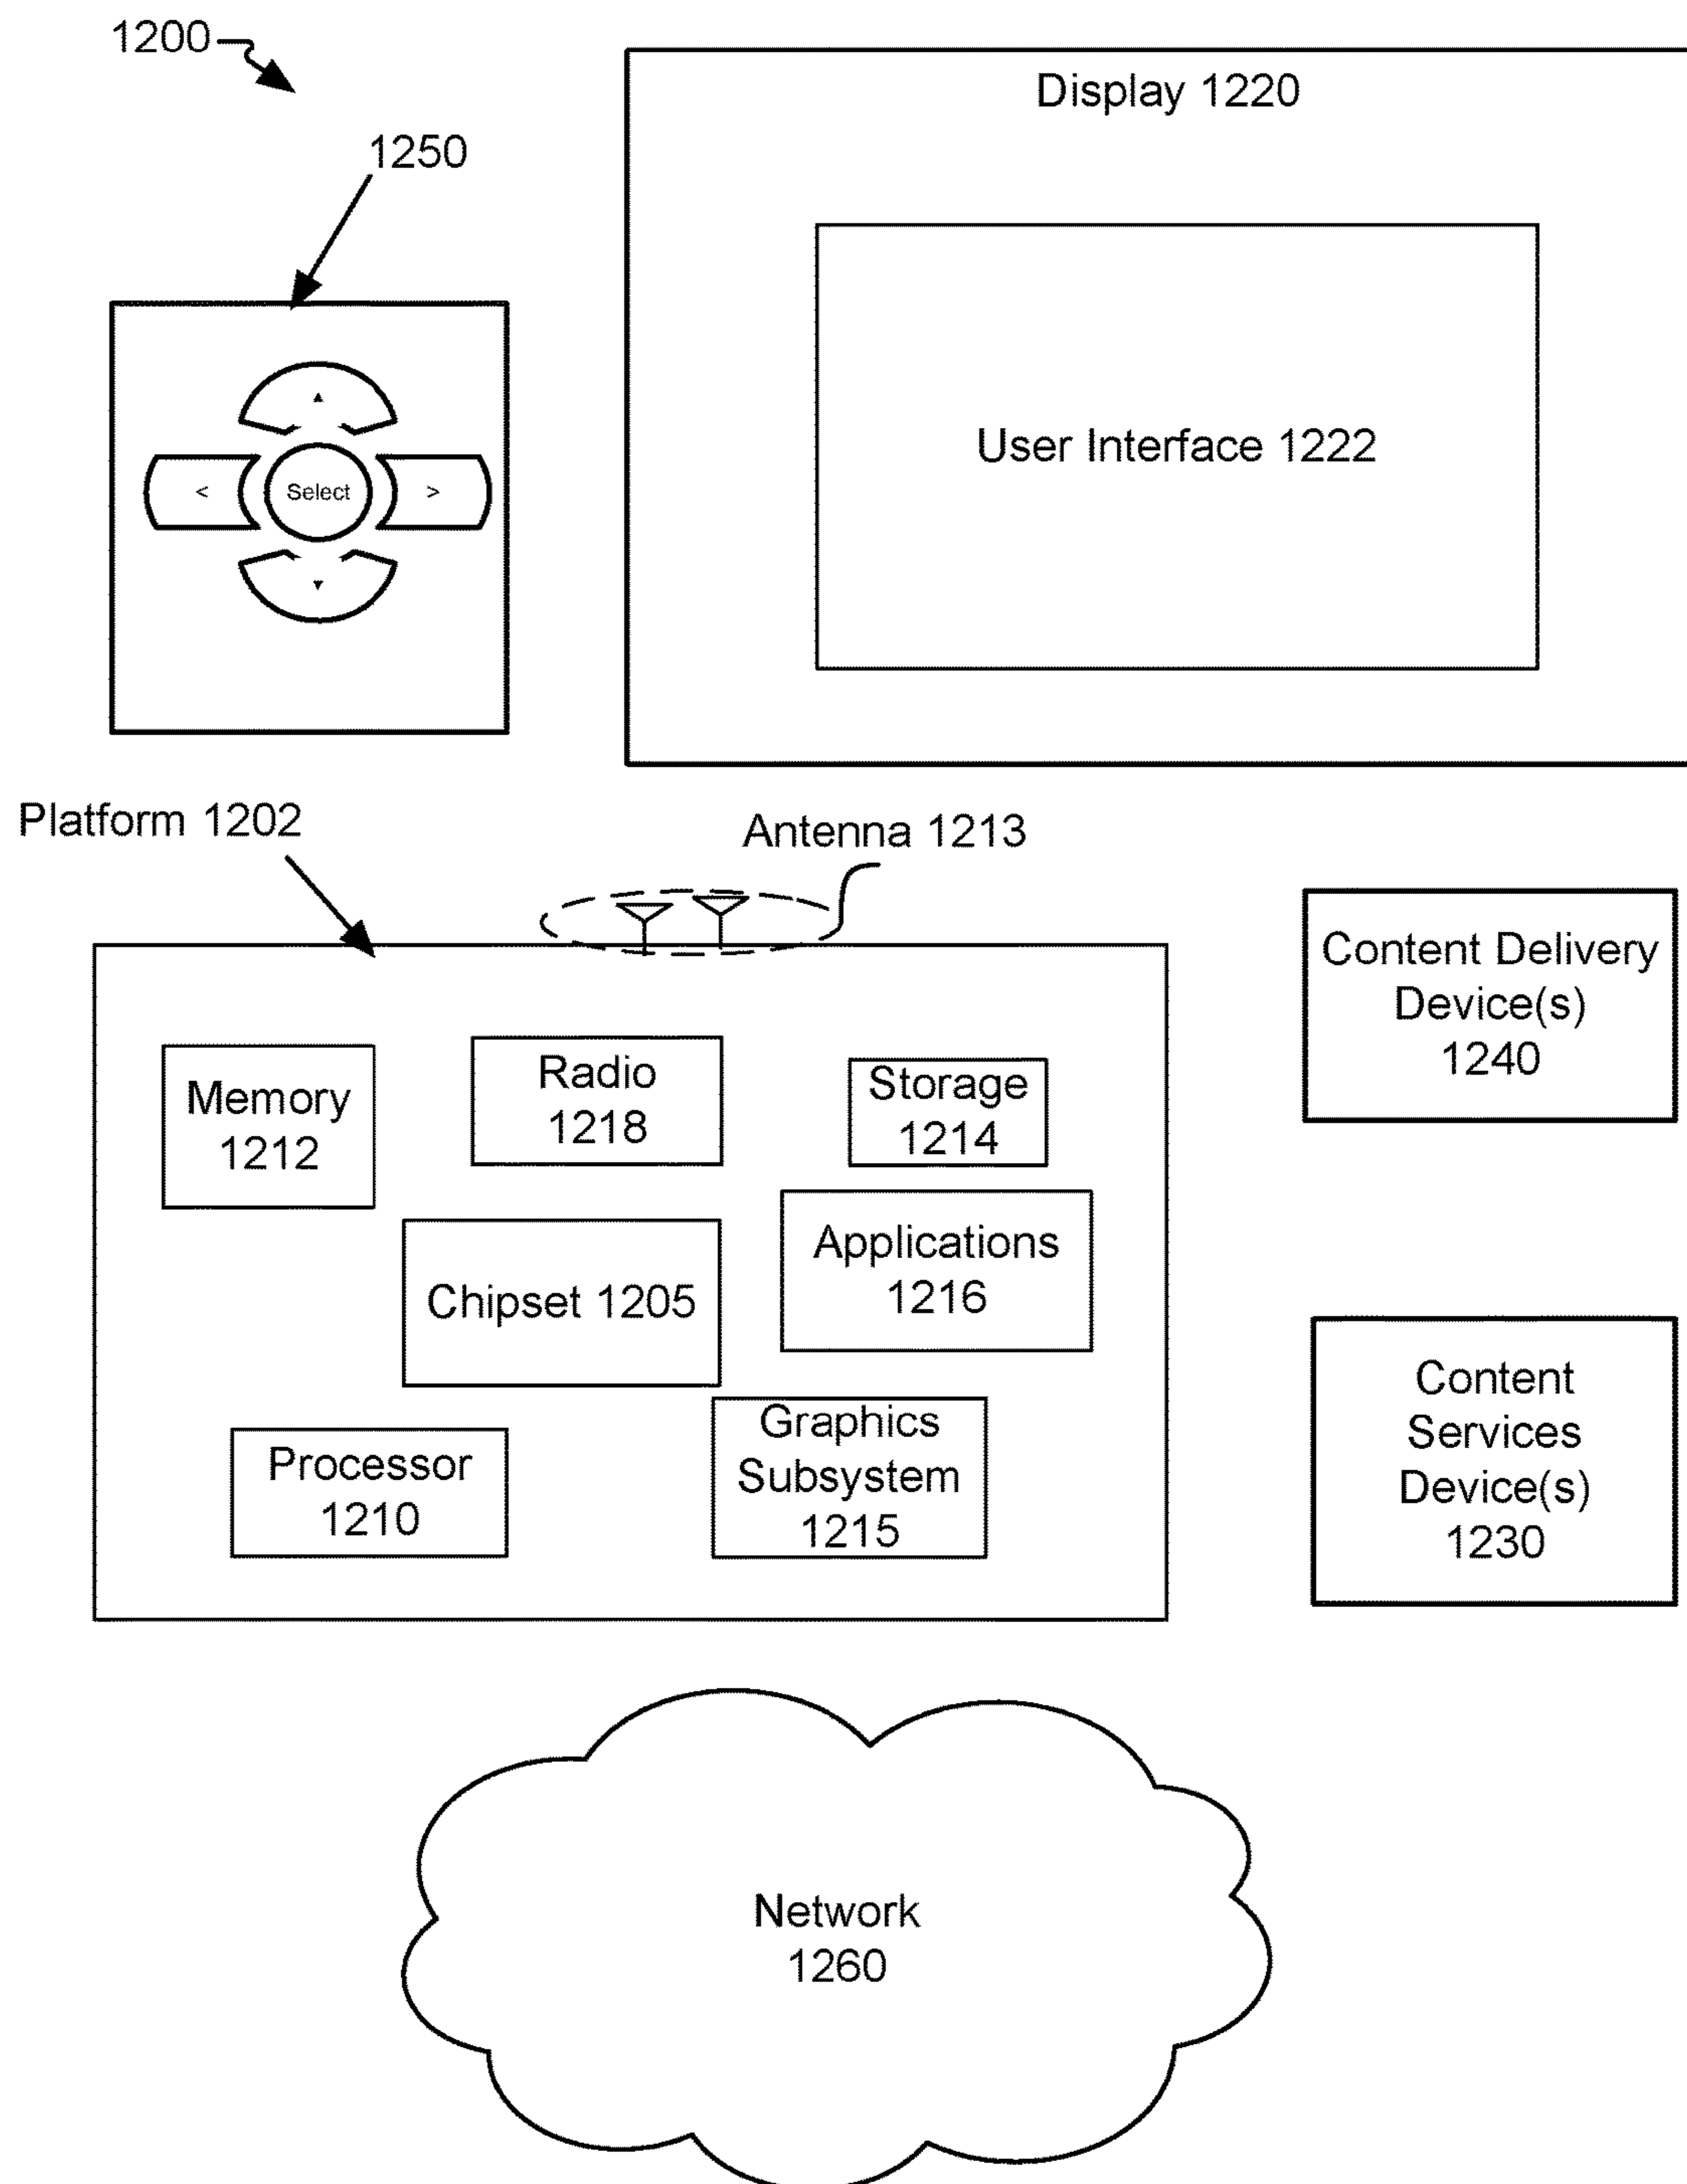 1200
Display 1220
1250
User Interface 1222
▲
< Select >
▼
Platform 1202
Antenna 1213
Content Delivery
Device(s)
1240
Memory
1212
Radio
1218
Storage
1214
Chipset 1205
Applications
1216
Processor
1210
Graphics
Subsystem
1215
Content
Services
Device(s)
1230
Network
1260